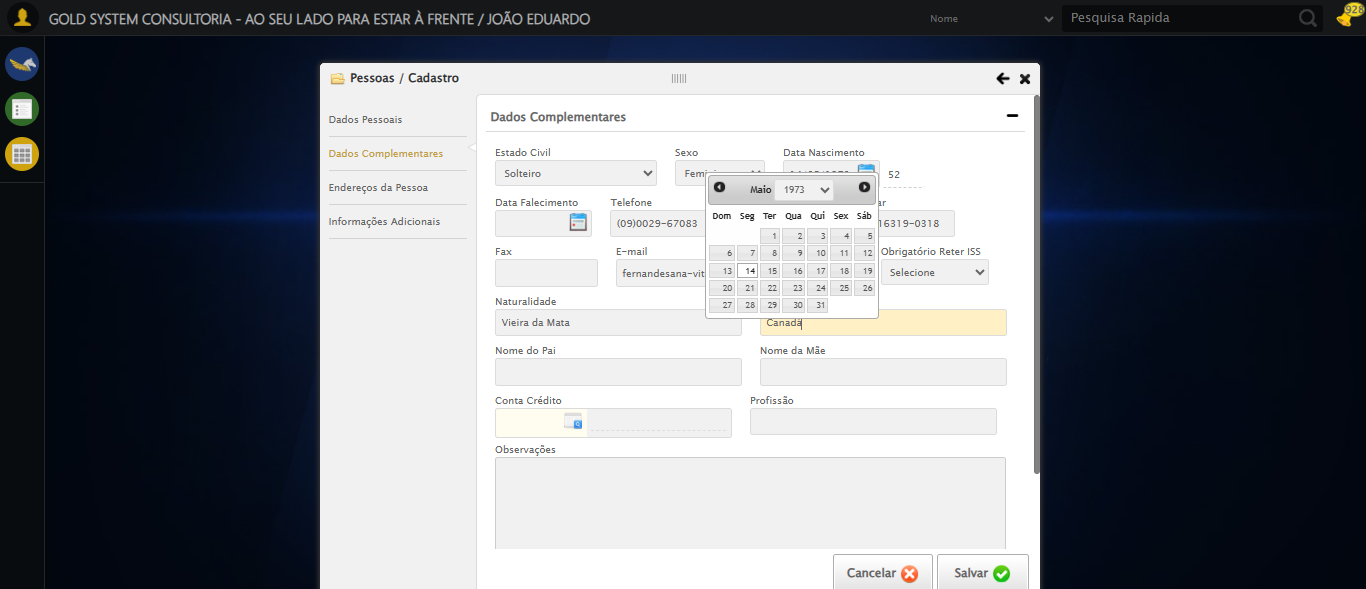 GOLD SYSTEM CONSULTORIA - AO SEU LADO PARA ESTAR À FRENTE / JOÃO EDUARDO
Nome
Pesquisa Rapida
928
Pessoas / Cadastro
Dados Pessoais
Dados Complementares
Endereços da Pessoa
Informações Adicionais
Dados Complementares
Estado Civil
Sexo
Data Nascimento
Solteiro
52
Data Falecimento
Telefone
(09)0029-67083
16319-0318
Maio 1973
Dom Seg Ter Qua Qui Sex Sáb
1 2 3 4 5
6 7 8 9 10 11 12
13 14 15 16 17 18 19
20 21 22 23 24 25 26
27 28 29 30 31
Fax
E-mail
Obrigatório Reter ISS
fernandesana-vit
Selecione
Naturalidade
Vieira da Mata
Canadá
Nome do Pai
Nome da Mãe
Conta Crédito
Profissão
Observações
Cancelar
Salvar